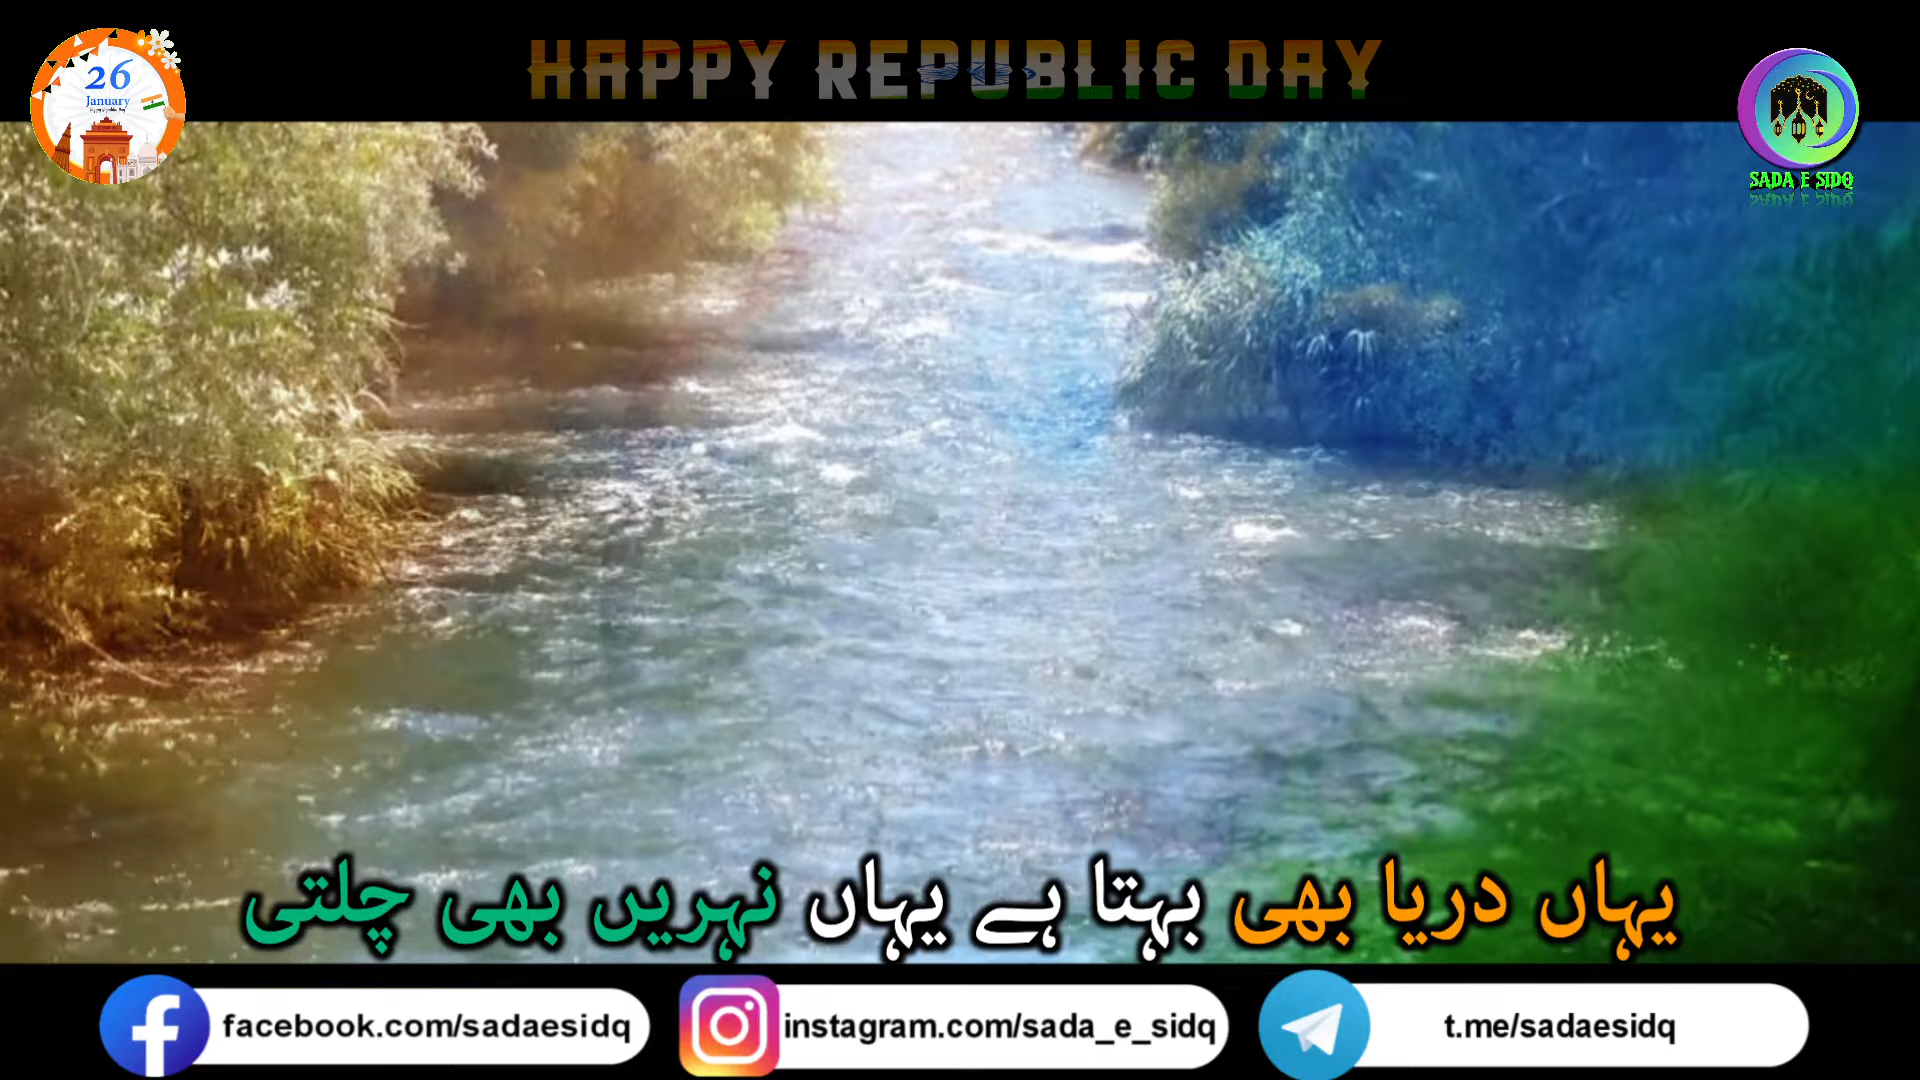 HAPPY REPUBLIC DAY
26
January
SADA E SIDQ
یہاں دریا بھی بہتا ہے یہاں نہریں بھی چلتی
facebook.com/sadaesidq
instagram.com/sada_e_sidq
t.me/sadaesidq